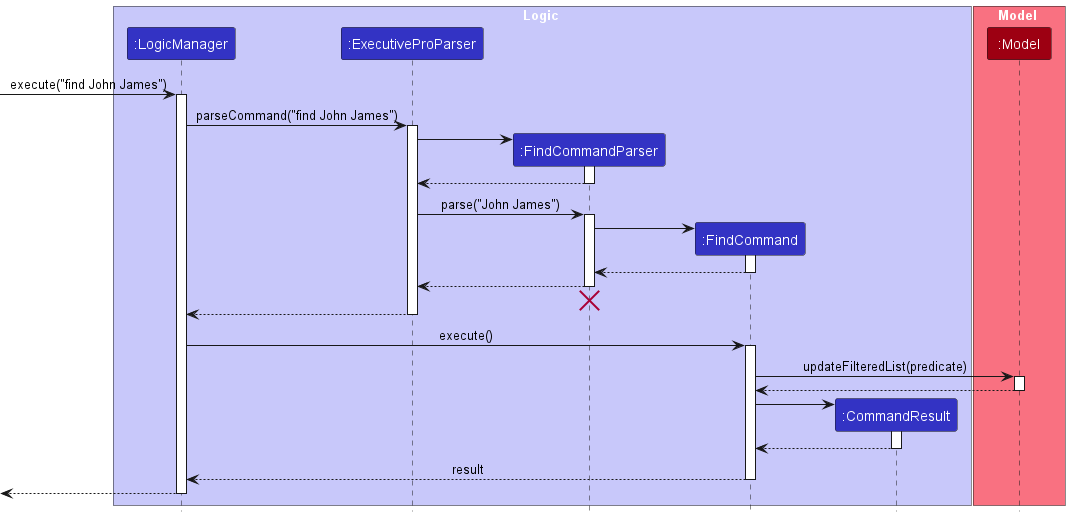 Logic
Model
:LogicManager
:ExecutiveProParser
:Model
execute("find John James")
parseCommand("find John James")
:FindCommandParser
parse("John James")
:FindCommand
execute()
updateFilteredList(predicate)
:CommandResult
result